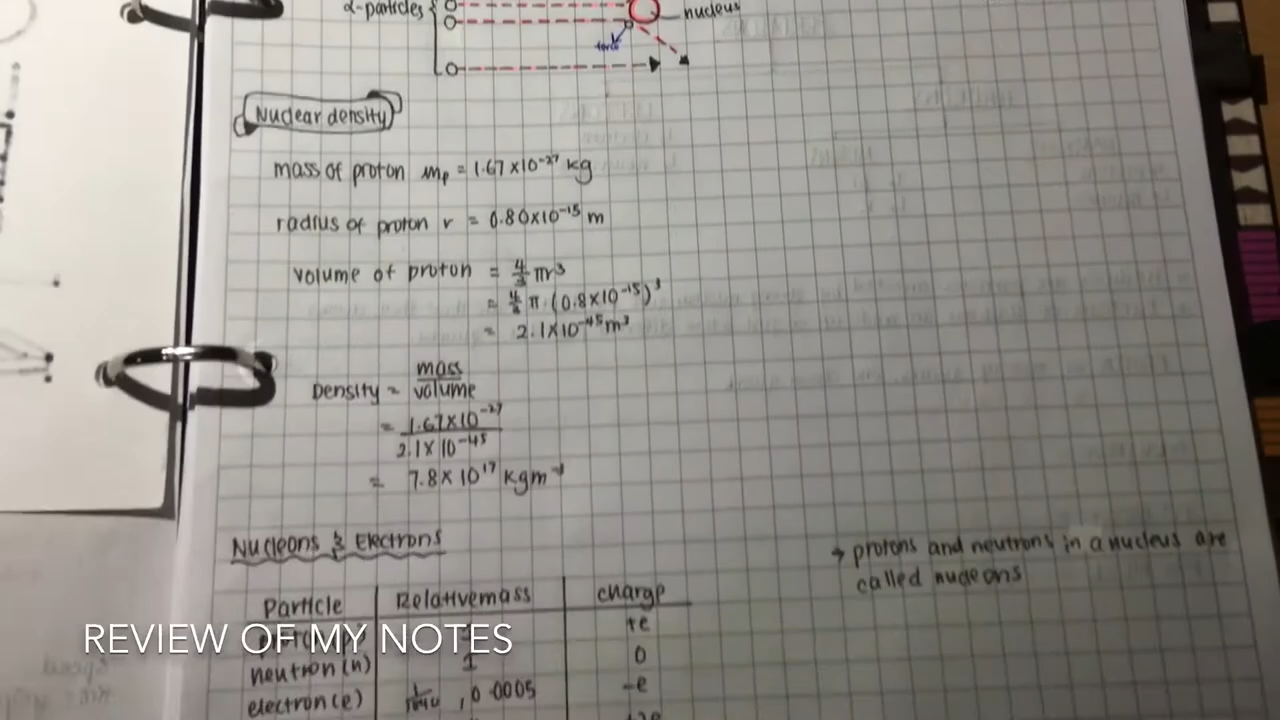 α-particles
nucleus
force
Nuclear density
mass of proton mp = 1.67 × 10⁻²⁷ kg
radius of proton r = 0.80×10⁻¹⁵ m
volume of proton = 4/3 πr³
= 4/3 π (0.8×10⁻¹⁵)³
= 2.1×10⁻⁴⁵ m³
Density = mass/volume
= 1.67×10⁻²⁷/2.1×10⁻⁴⁵
= 7.8×10¹⁷ kgm
Nucleons & Electrons
→ protons and neutrons in a nucleus are
called nucleons
Particle Relative mass charge
+e
neutron(n) 1 0
electron(e) , 0.0005 -e
REVIEW OF MY NOTES